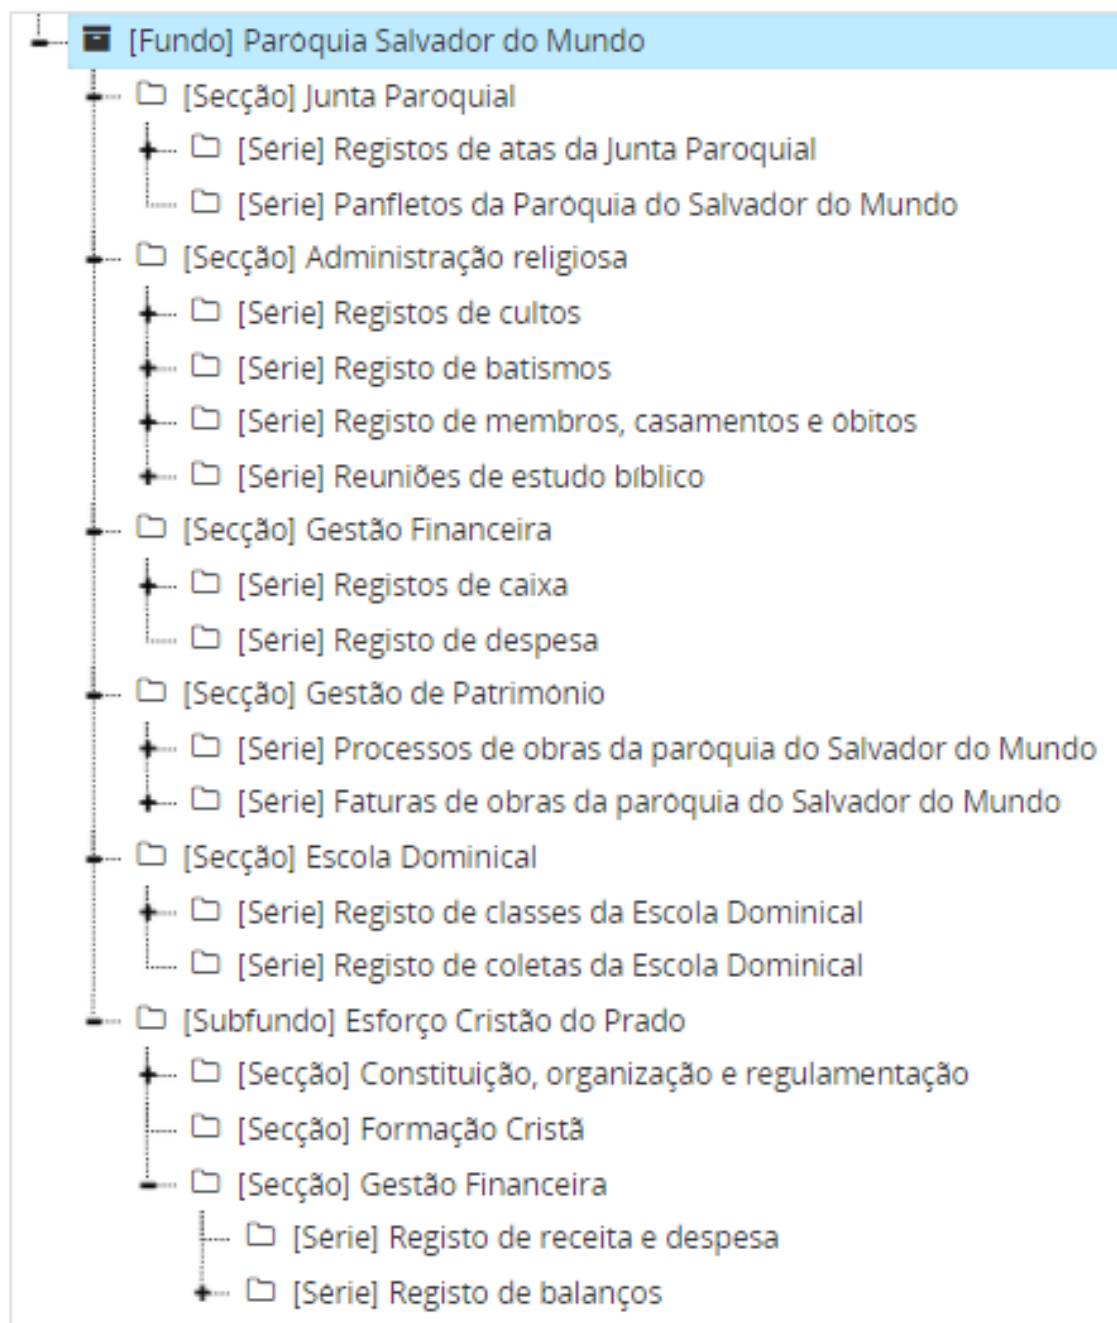 [Fundo] Paróquia Salvador do Mundo
[Secção] Junta Paroquial
[Série] Registos de atas da Junta Paroquial
[Série] Panfletos da Paróquia do Salvador do Mundo
[Secção] Administração religiosa
[Série] Registos de cultos
[Série] Registo de batismos
[Série] Registo de membros, casamentos e óbitos
[Série] Reuniões de estudo bíblico
[Secção] Gestão Financeira
[Série] Registos de caixa
[Série] Registo de despesa
[Secção] Gestão de Património
[Série] Processos de obras da paróquia do Salvador do Mundo
[Série] Faturas de obras da paróquia do Salvador do Mundo
[Secção] Escola Dominical
[Série] Registo de classes da Escola Dominical
[Série] Registo de coletas da Escola Dominical
[Subfundo] Esforço Cristão do Prado
[Secção] Constituição, organização e regulamentação
[Secção] Formação Cristã
[Secção] Gestão Financeira
[Série] Registo de receita e despesa
[Série] Registo de balanços